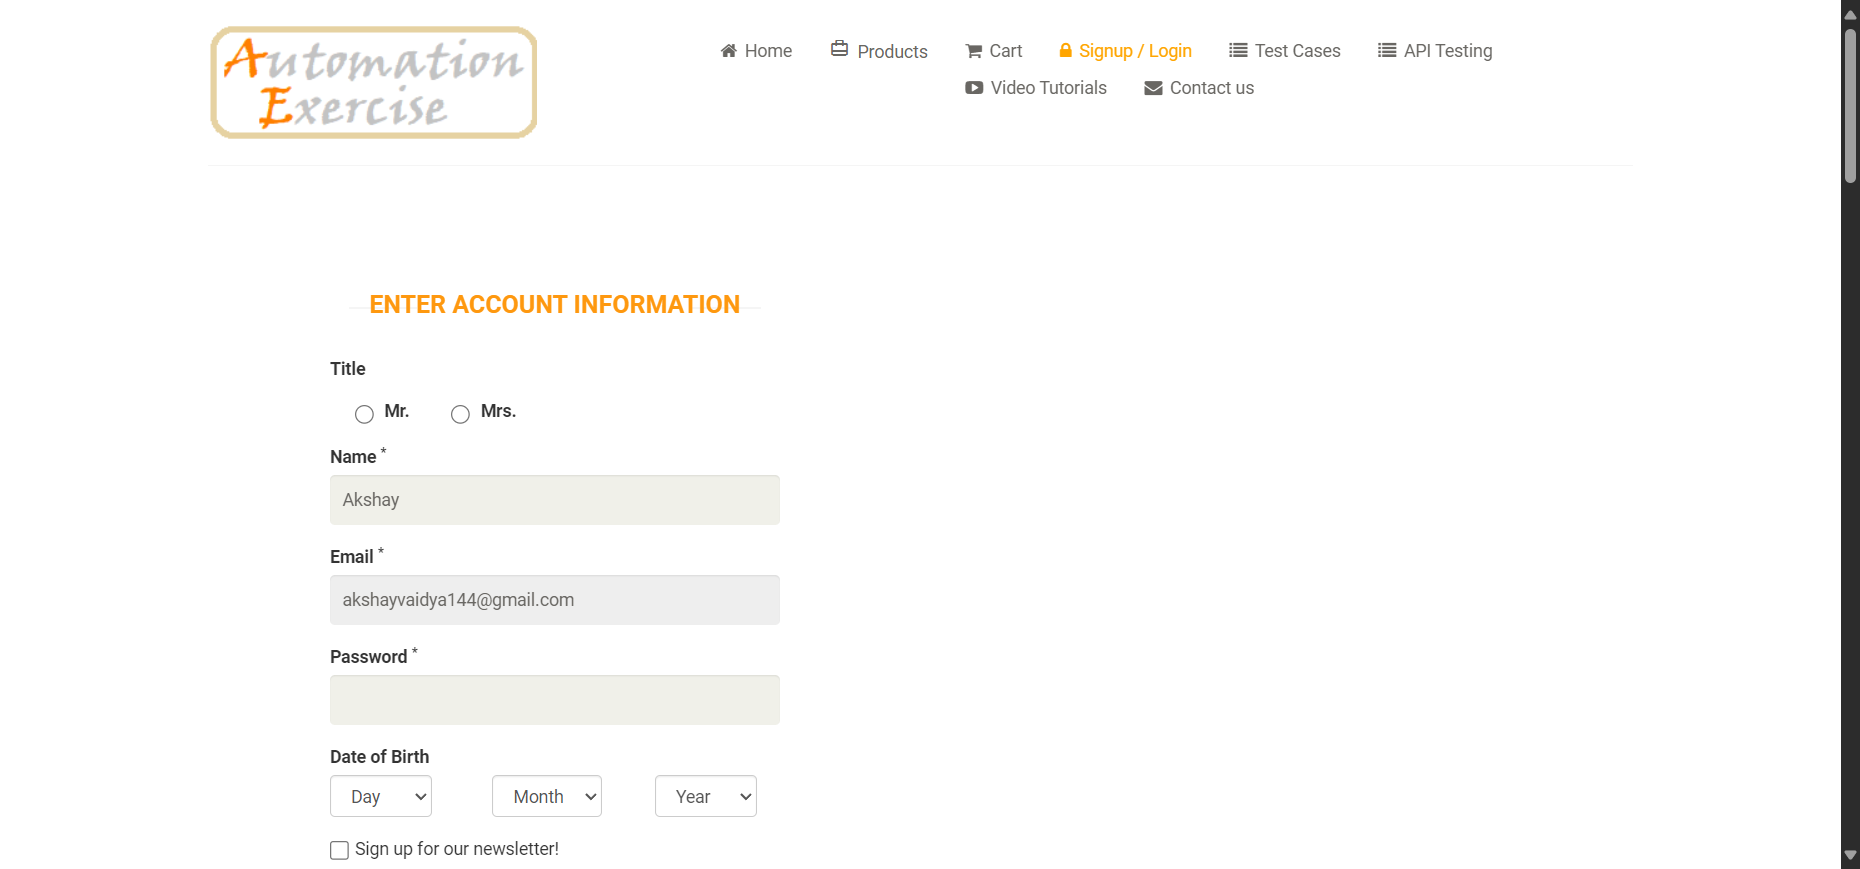 Automation
Exercise
Home
Products
Cart
Signup / Login
Test Cases
API Testing
Video Tutorials
Contact us
ENTER ACCOUNT INFORMATION
Title
Mr.
Mrs.
Name *
Akshay
Email *
akshayvaidya144@gmail.com
Password *
Date of Birth
Day
Month
Year
Sign up for our newsletter!